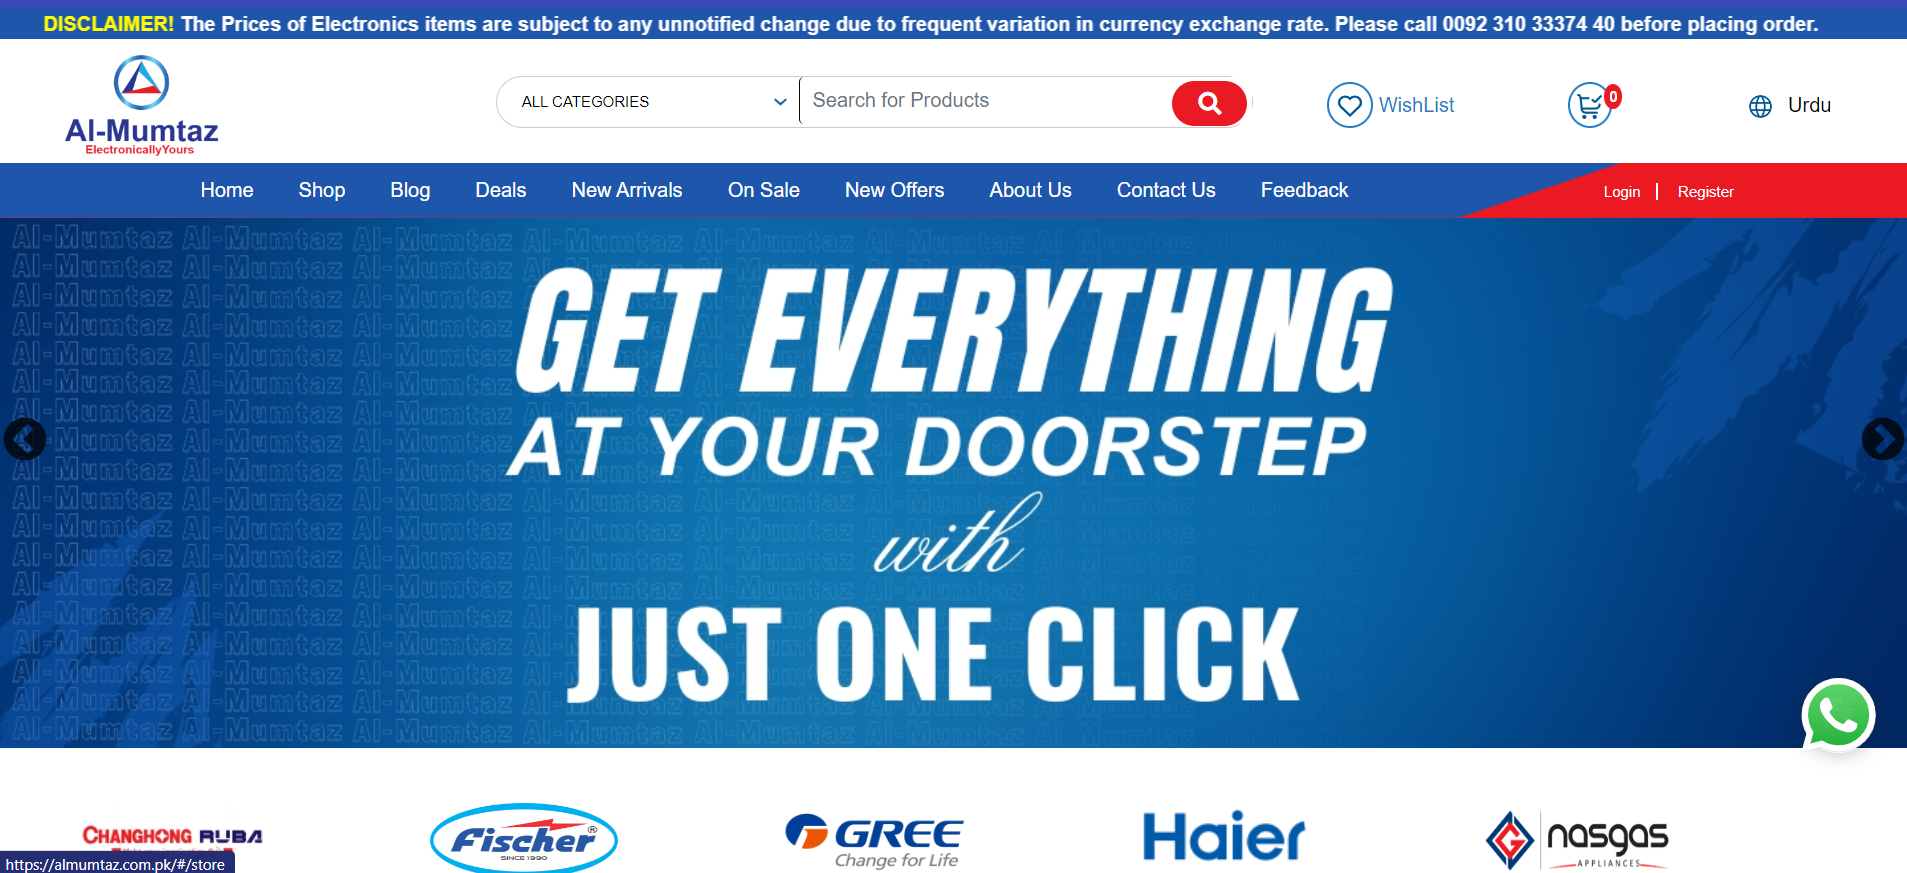 DISCLAIMER! The Prices of Electronics items are subject to any unnotified change due to frequent variation in currency exchange rate. Please call 0092 310 33374 40 before placing order.
Al-Mumtaz
ElectronicallyYours
ALL CATEGORIES
Search for Products
WishList
0
Urdu
Home Shop Blog Deals New Arrivals On Sale New Offers About Us Contact Us Feedback
Login | Register
GET EVERYTHING
AT YOUR DOORSTEP
with
JUST ONE CLICK
CHANGHONG RUBA
Fischer®
SINCE 1990
GREE
Change for Life
Haier
nasgas
APPLIANCES
https://almumtaz.com.pk/#/store